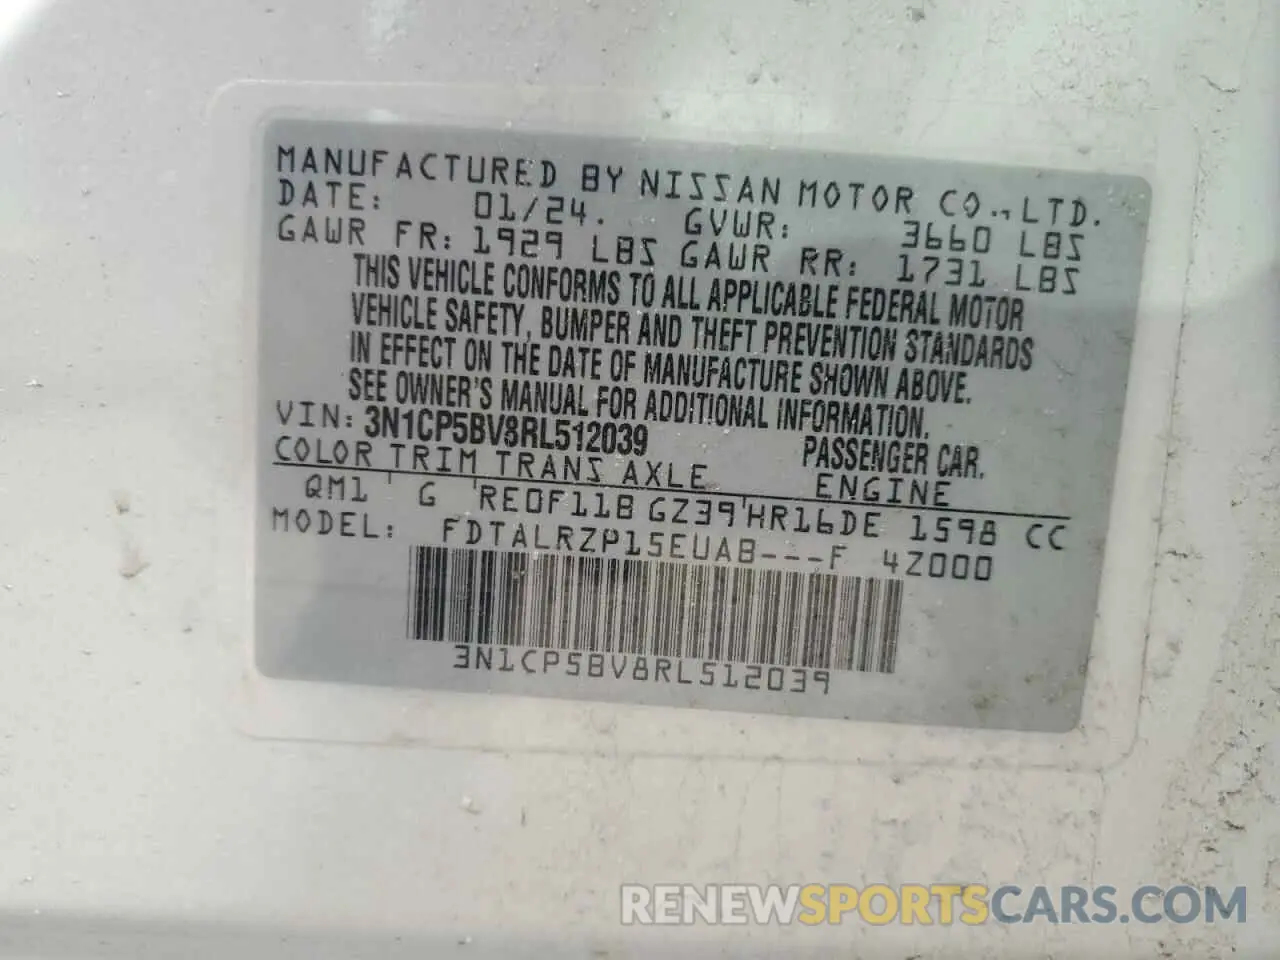 MANUFACTURED BY NISSAN MOTOR CO., LTD.
DATE: 01/24. GVWR: 3660 LBS
GAWR FR: 1929 LBS GAWR RR: 1731 LBS
THIS VEHICLE CONFORMS TO ALL APPLICABLE FEDERAL MOTOR
VEHICLE SAFETY, BUMPER AND THEFT PREVENTION STANDARDS
IN EFFECT ON THE DATE OF MANUFACTURE SHOWN ABOVE.
SEE OWNER'S MANUAL FOR ADDITIONAL INFORMATION.
VIN: 3N1CP5BV8RL512039 PASSENGER CAR.
COLOR TRIM TRANS AXLE ENGINE
QM1 G RE0F11B GZ39 HR16DE 1598 CC
MODEL: FDTALRZP15EUAB---F 4Z000
3N1CP5BV8RL512039
RENEWSPORTSCARS.COM